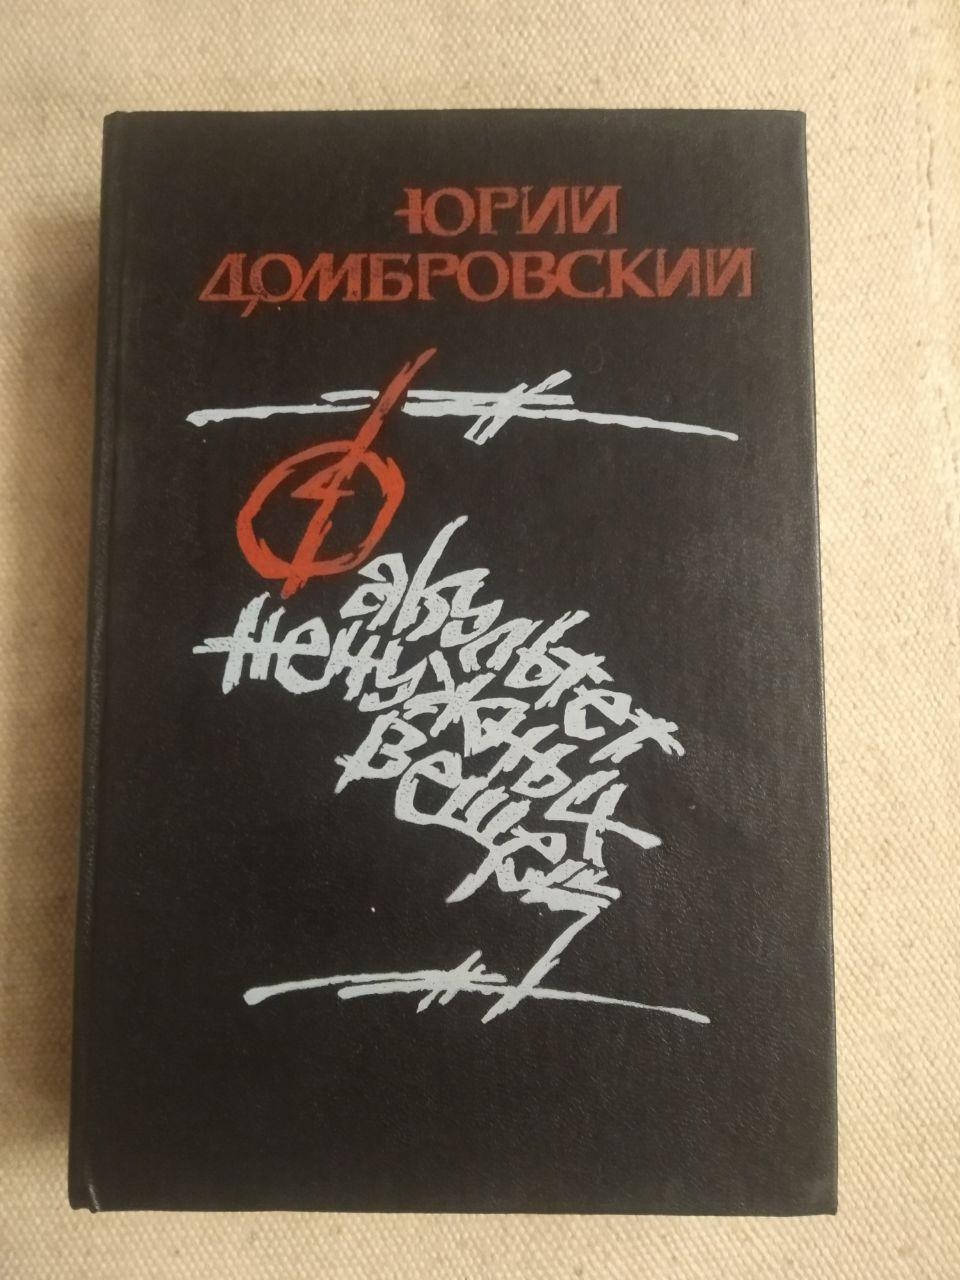 ЮРИЙ
ДОМБРОВСКИЙ
Факультет
ненужных
вещей